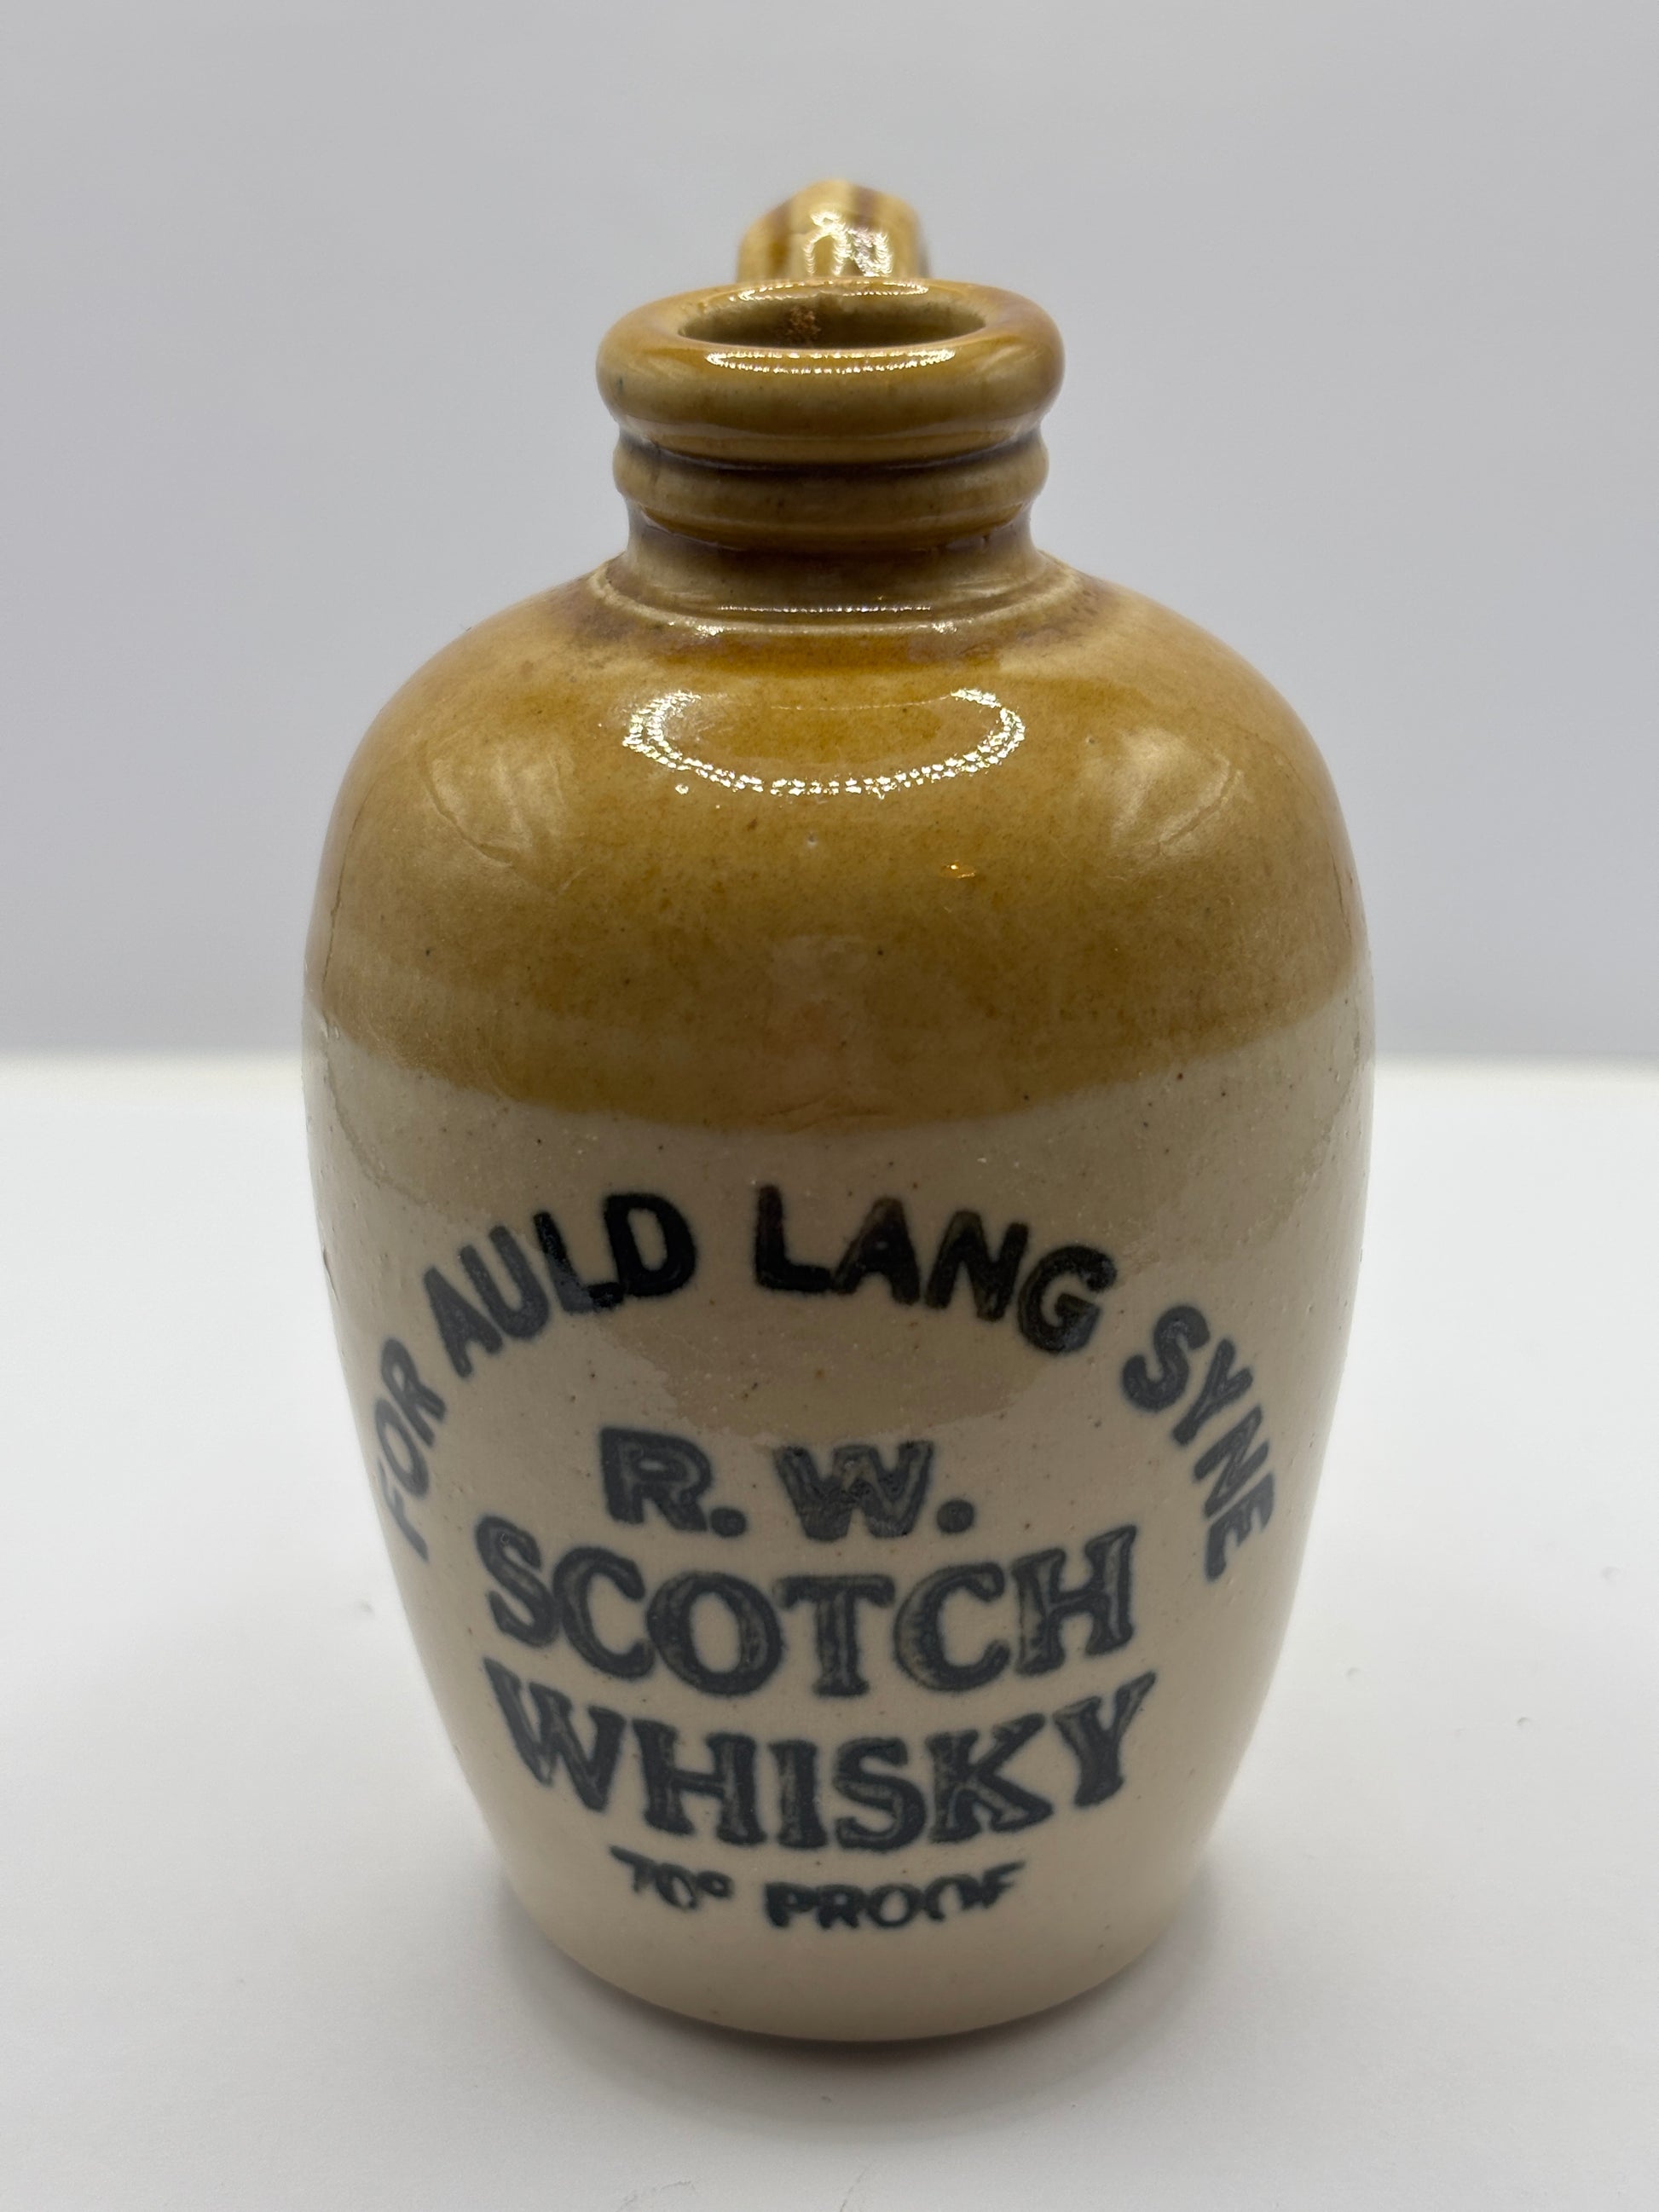 FOR AULD LANG SYNE
R. W.
SCOTCH
WHISKY
70° PROOF